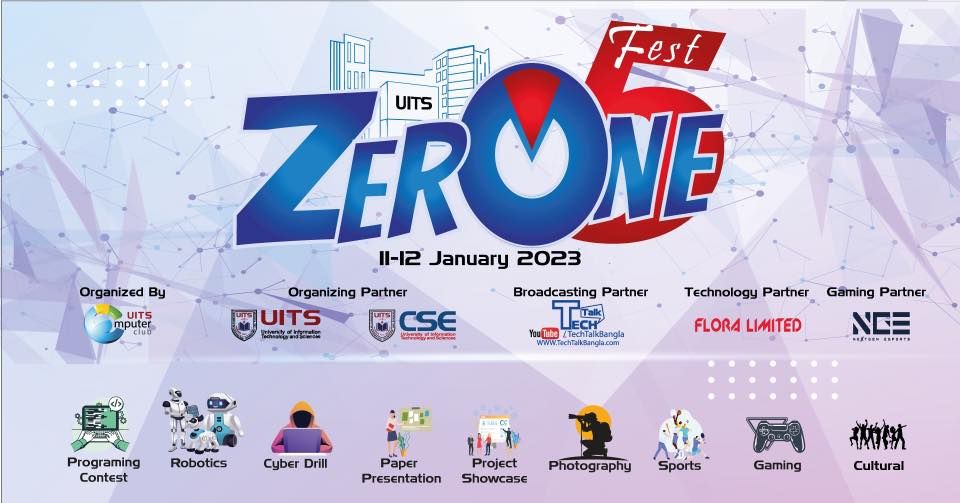 Fest
5
UITS
ZERONE
11-12 January 2023
Organized By
UITS
mputer
club
Organizing Partner
UITS
UITS
University of Information
Technology and Sciences
UITS
CSE
University of Information
Technology and Sciences
Broadcasting Partner
Talk
TECH
YouTube /TechTalkBangla
WWW.TechTalkBangla.com
Technology Partner
FLORA LIMITED
Gaming Partner
NGE
NEXTGEN ESPORTS
</>
Programing
Contest
Robotics
Cyber Drill
Paper
Presentation
Project
Showcase
Photography
Sports
Gaming
Cultural